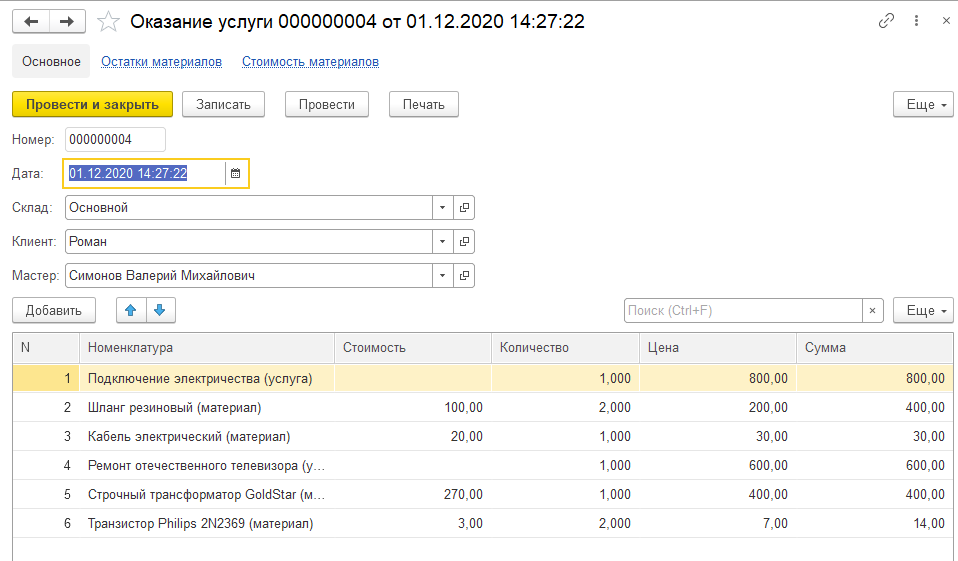 Оказание услуги 000000004 от 01.12.2020 14:27:22
Основное Остатки материалов Стоимость материалов
Провести и закрыть Записать Провести Печать Еще
Номер: 000000004
Дата: 01.12.2020 14:27:22
Склад: Основной
Клиент: Роман
Мастер: Симонов Валерий Михайлович
Добавить Поиск (Ctrl+F) × Еще
N Номенклатура Стоимость Количество Цена Сумма
1 Подключение электричества (услуга) 1,000 800,00 800,00
2 Шланг резиновый (материал) 100,00 2,000 200,00 400,00
3 Кабель электрический (материал) 20,00 1,000 30,00 30,00
4 Ремонт отечественного телевизора (у... 1,000 600,00 600,00
5 Строчный трансформатор GoldStar (м... 270,00 1,000 400,00 400,00
6 Транзистор Philips 2N2369 (материал) 3,00 2,000 7,00 14,00